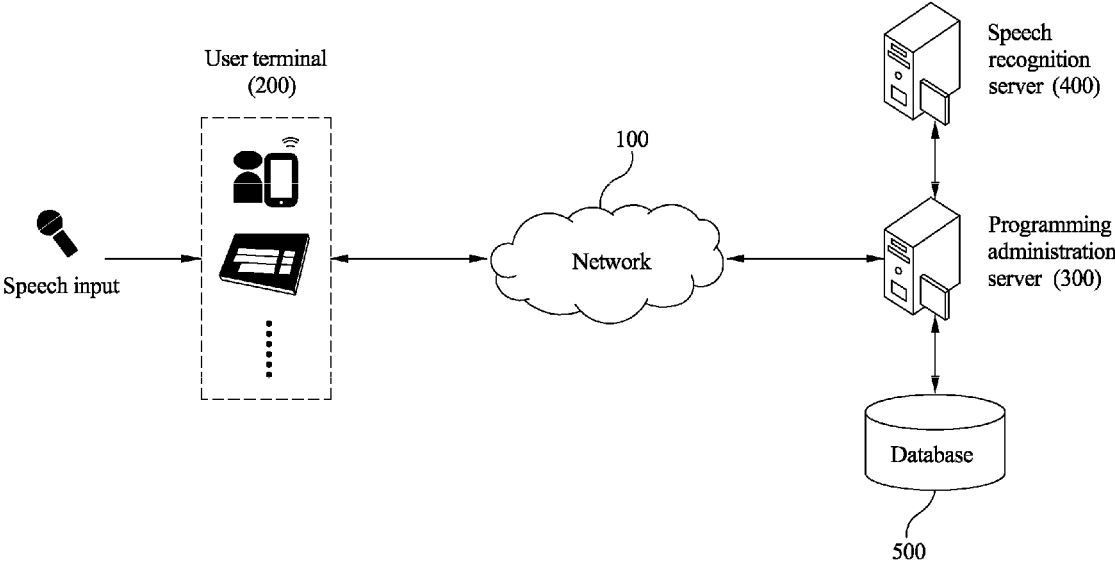 Speech
recognition
server (400)
User terminal
(200)
100
Programming
administration
server (300)
Network
Speech input
Database
500